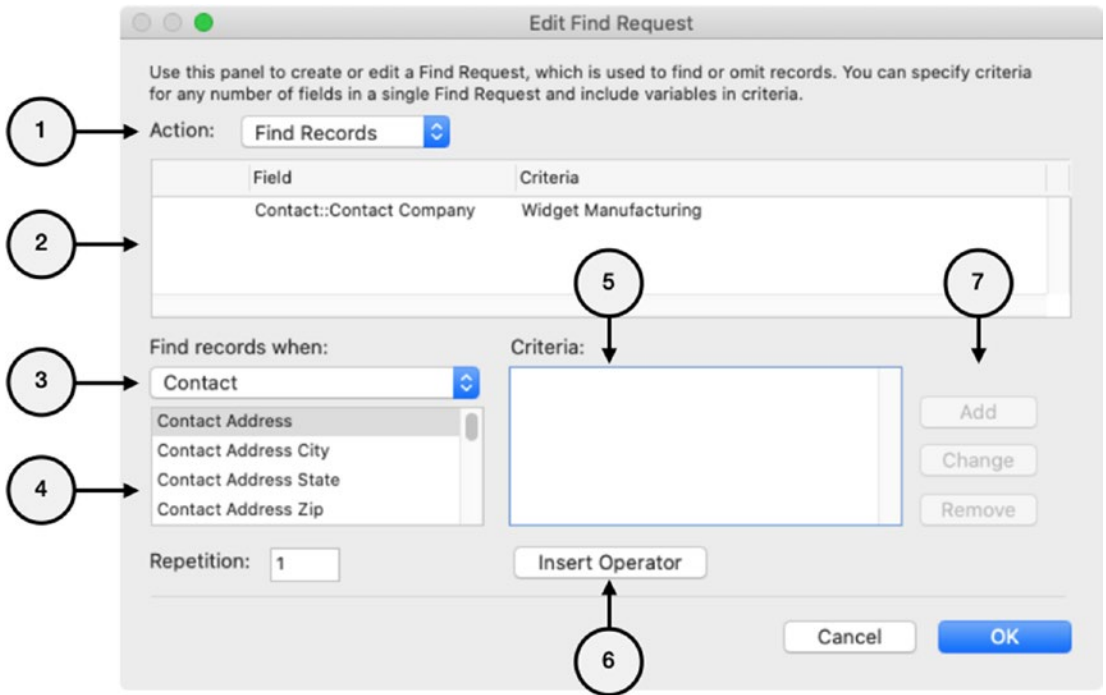 Edit Find Request
Use this panel to create or edit a Find Request, which is used to find or omit records. You can specify criteria
for any number of fields in a single Find Request and include variables in criteria.
1
Action: Find Records
Field Criteria
Contact::Contact Company Widget Manufacturing
2
5
7
Find records when: Criteria:
3
Contact
Contact Address
Contact Address City
Contact Address State
Contact Address Zip
4
Add
Change
Remove
Repetition: 1
Insert Operator
6
Cancel OK